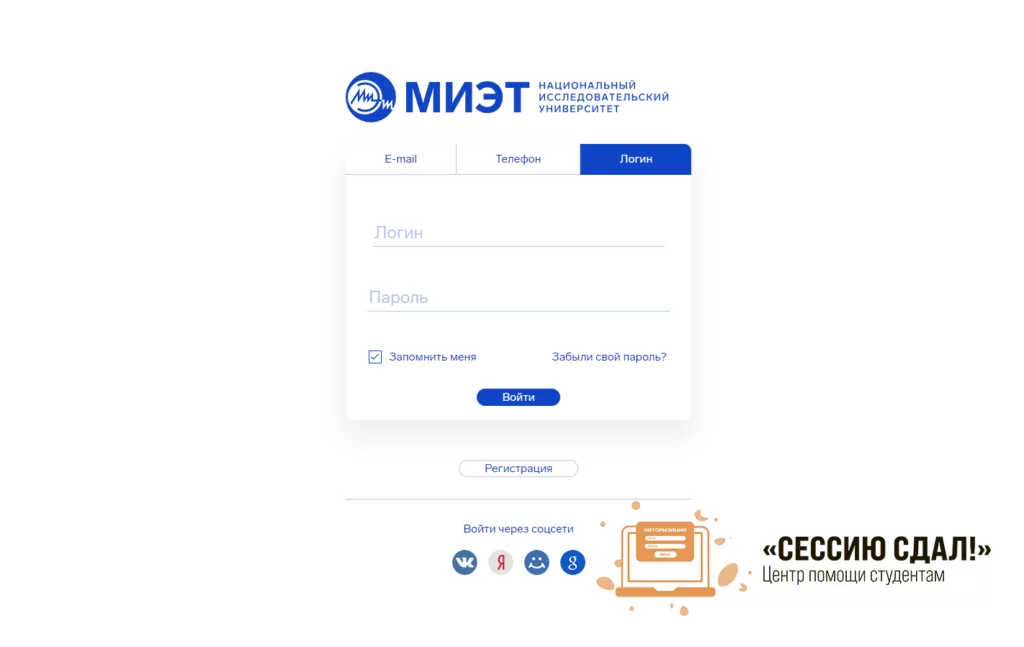 МИЭТ
НАЦИОНАЛЬНЫЙ
ИССЛЕДОВАТЕЛЬСКИЙ
УНИВЕРСИТЕТ
E-mail
Телефон
Логин
Логин
Пароль
Запомнить меня
Забыли свой пароль?
Войти
Регистрация
Войти через соцсети
Я
g
АВТОРИЗАЦИЯ
«СЕССИЮ СДАЛ!»
Центр помощи студентам